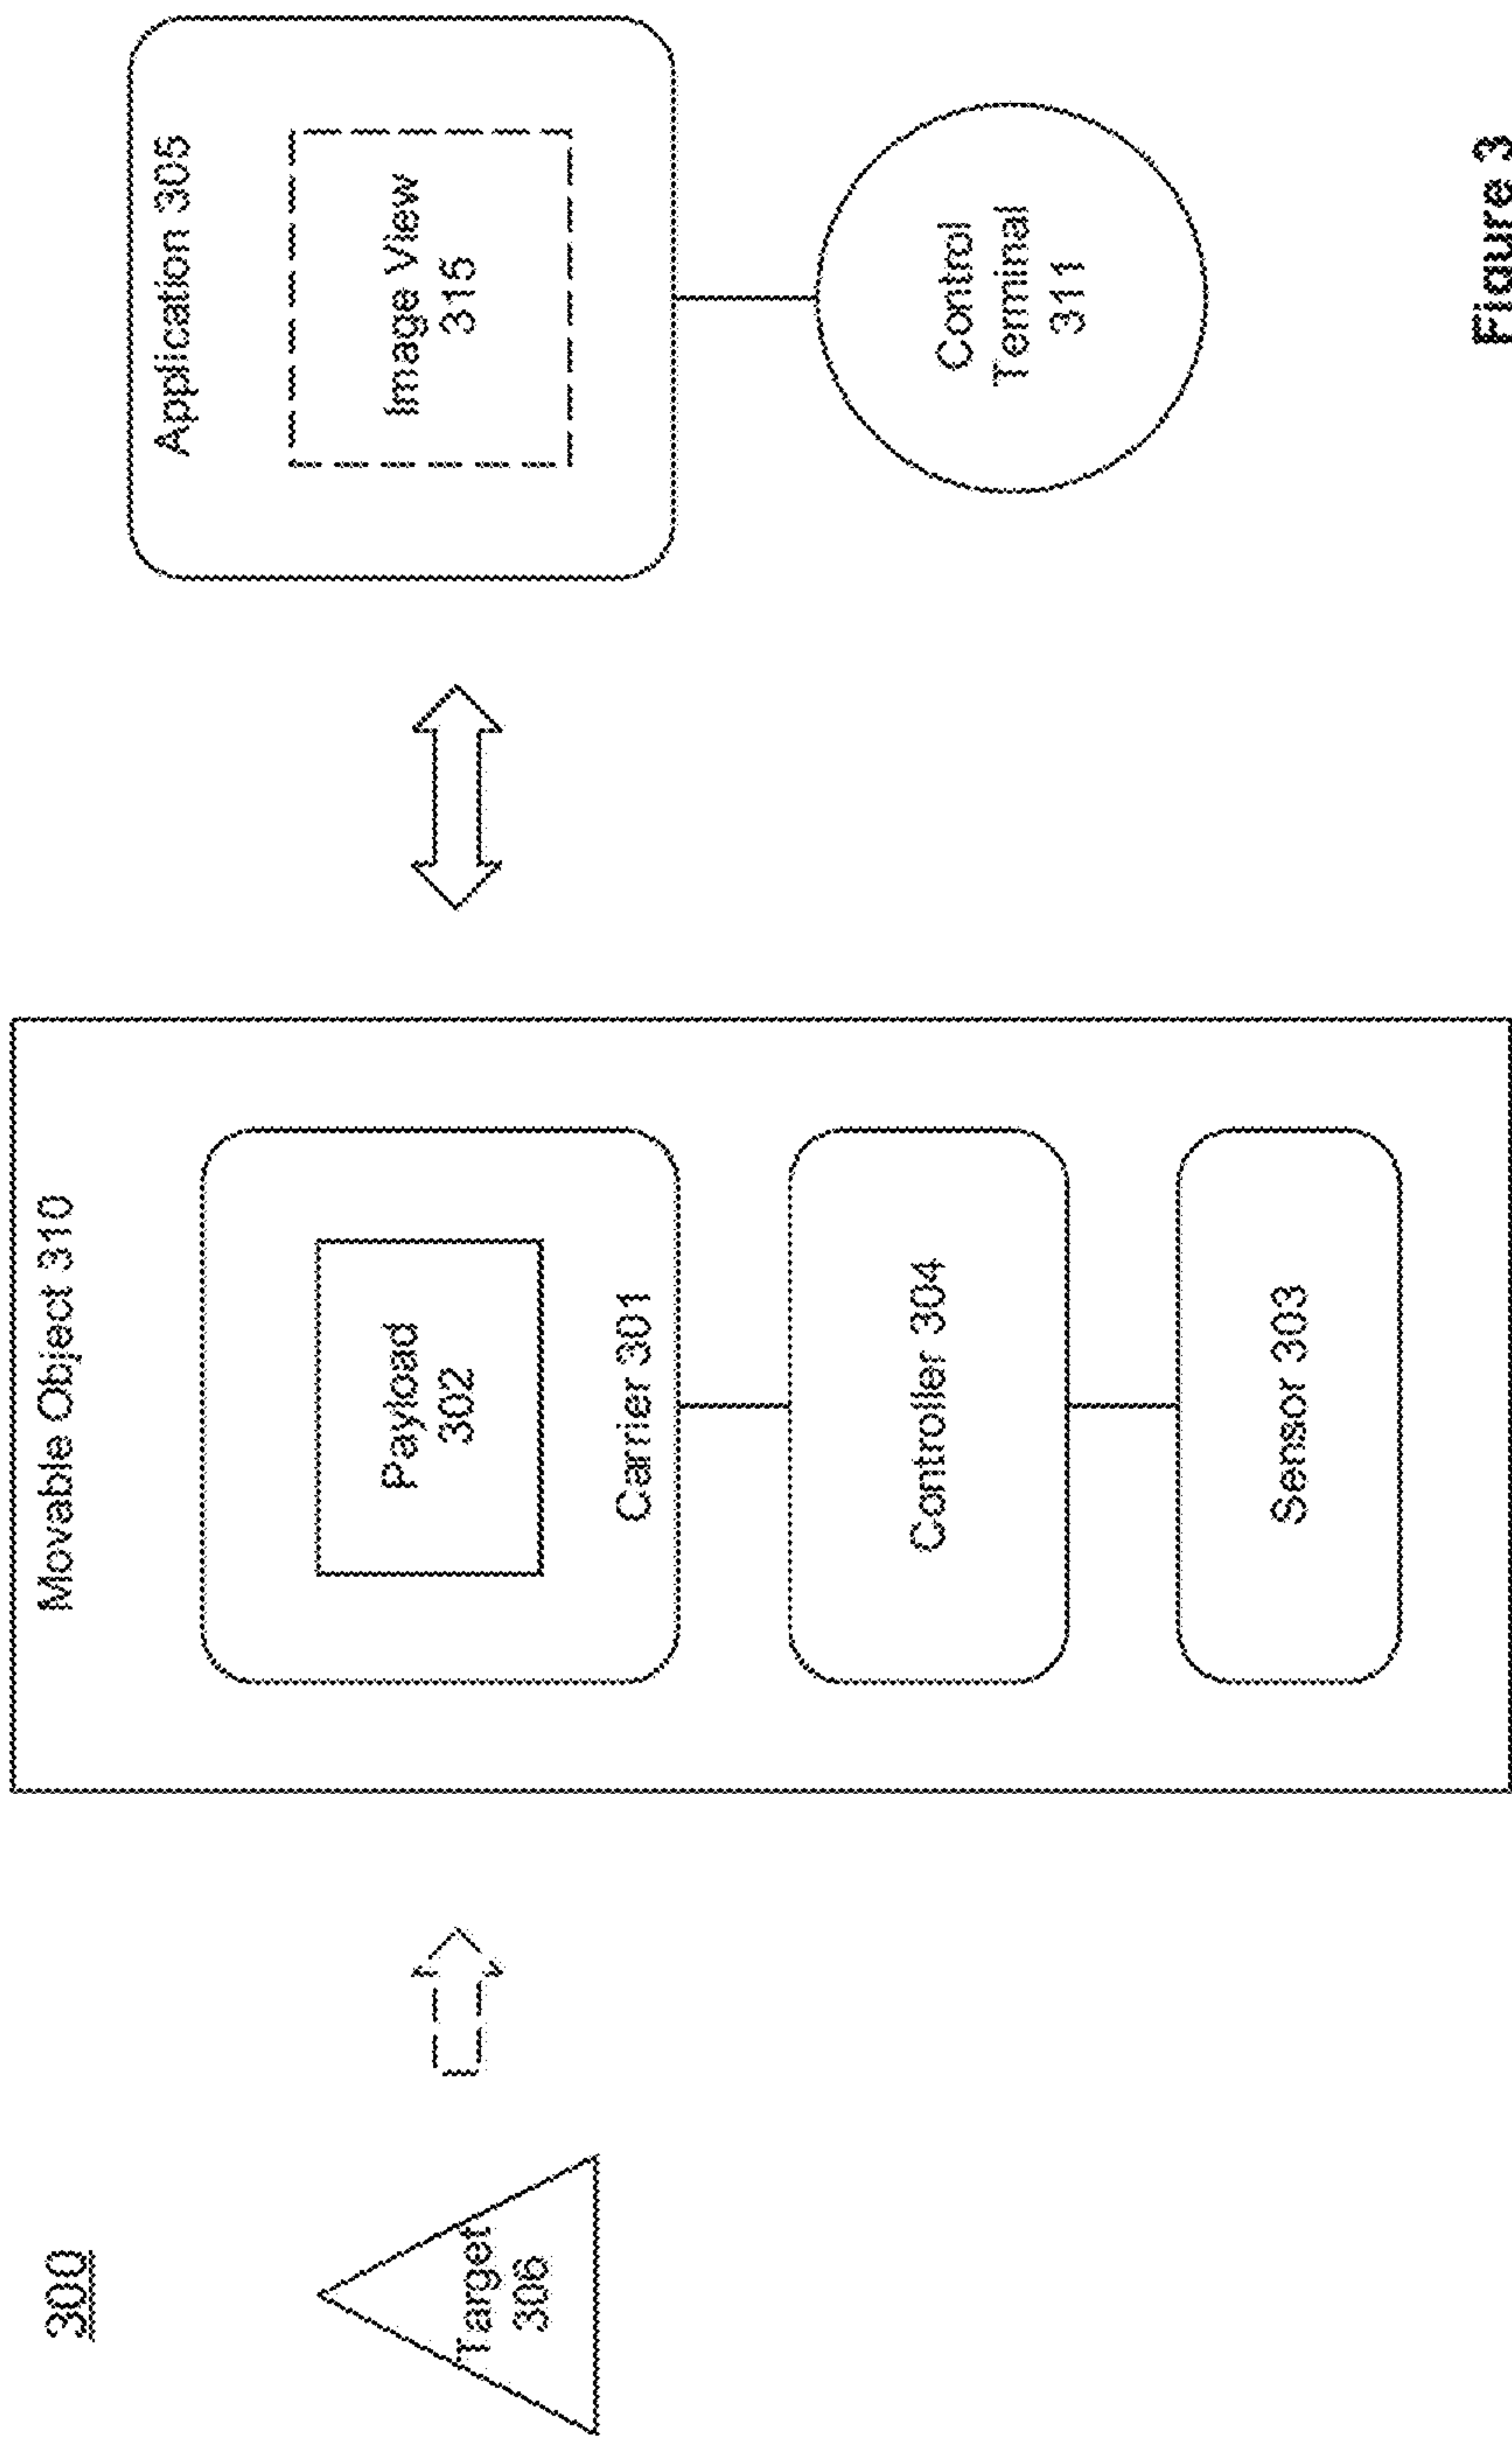 300
Target
306
Movable Object 310
Payload
302
Carrier 301
Controller 304
Sensor 303
Application 305
Image View
315
Control
Terminal
311
Figure 3